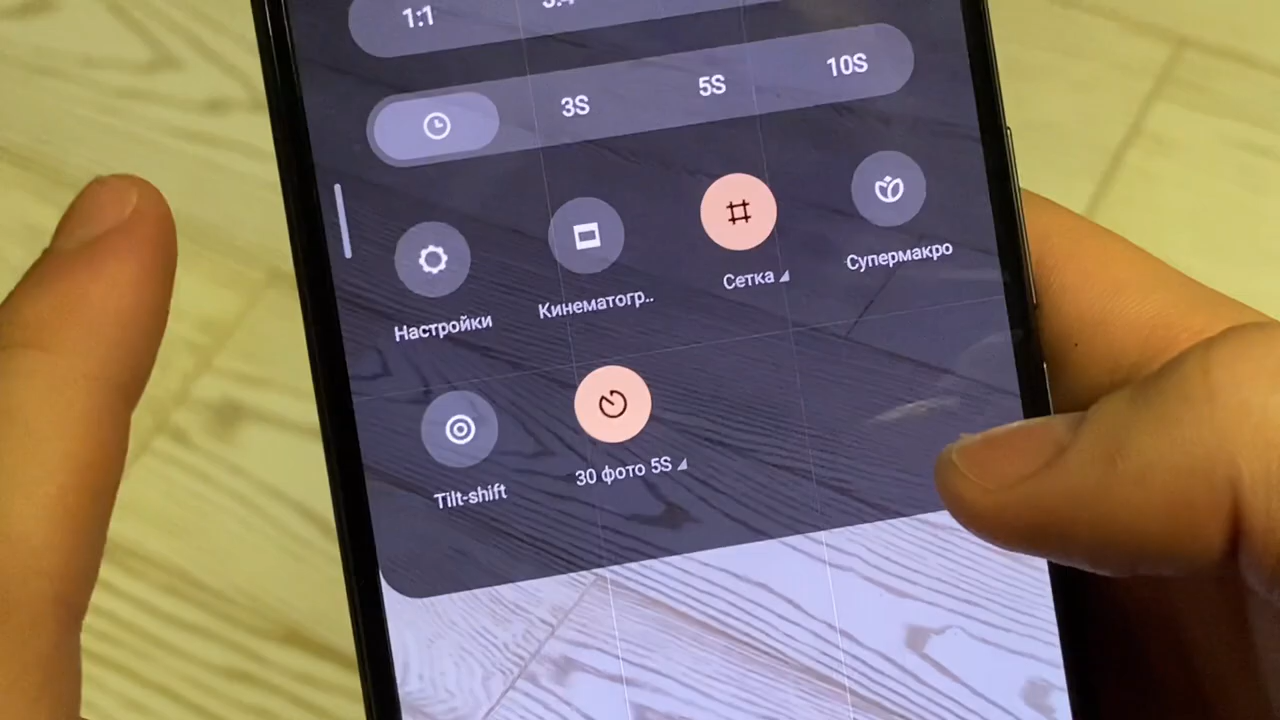 1:1
3S
5S
10S
Настройки
Кинематогр..
Сетка
Супермакро
Tilt-shift
30 фото 5S